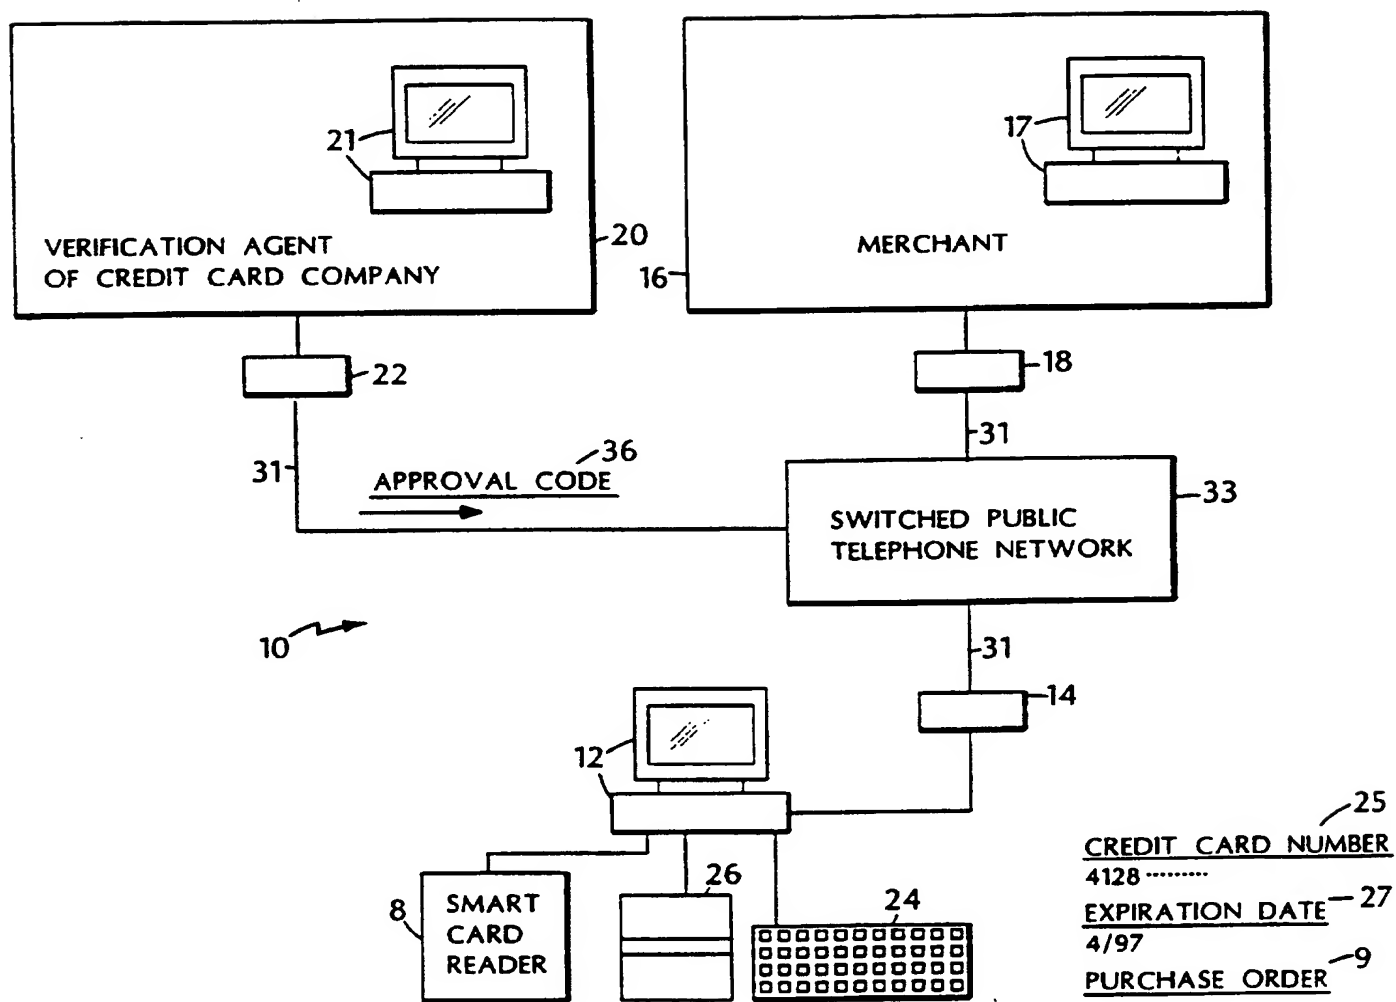 21
17
VERIFICATION AGENT
OF CREDIT CARD COMPANY
20
16
MERCHANT
22
18
31
31
APPROVAL CODE
36
33
SWITCHED PUBLIC
TELEPHONE NETWORK
10
31
14
12
25
CREDIT CARD NUMBER
4128 ·········
27
EXPIRATION DATE
4/97
9
PURCHASE ORDER
8
SMART
CARD
READER
26
24